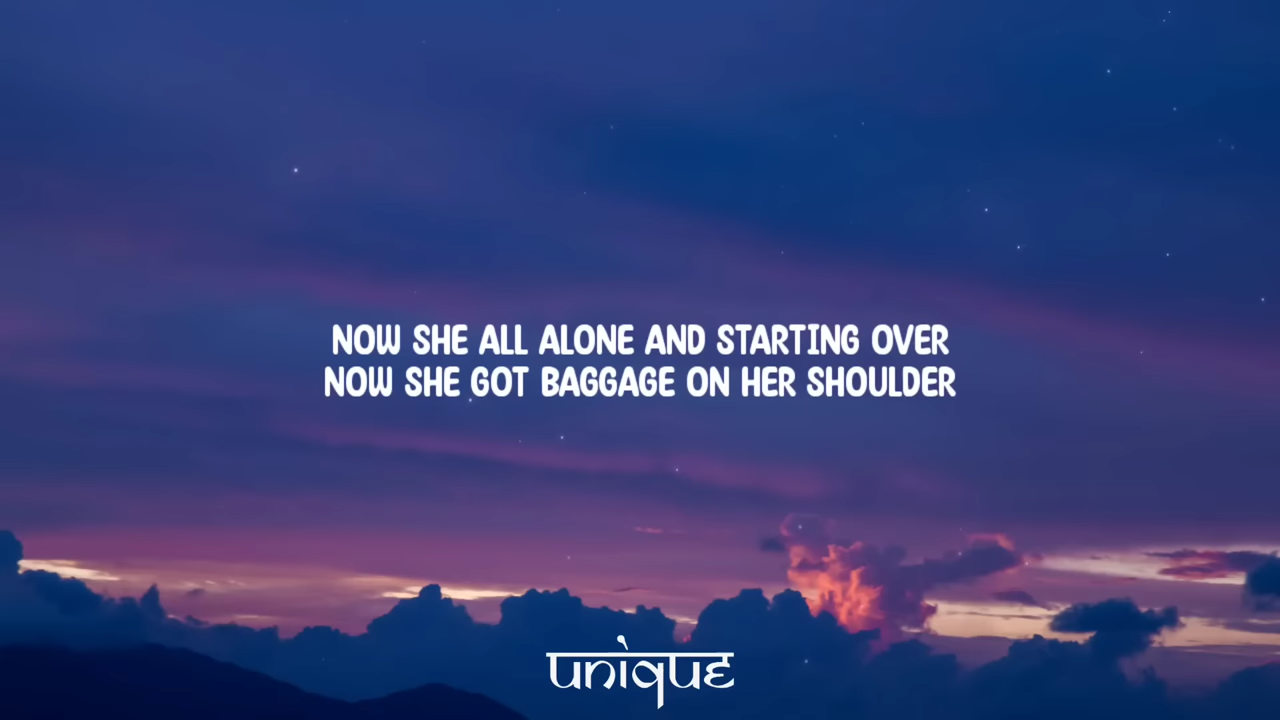 NOW SHE ALL ALONE AND STARTING OVER
NOW SHE GOT BAGGAGE ON HER SHOULDER
unique